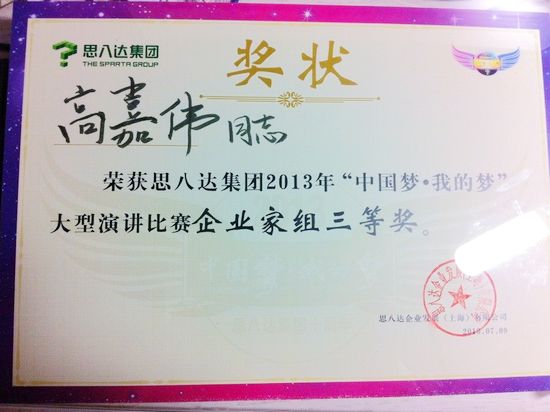 思八达集团
THE SPARTA GROUP
奖状
高嘉伟 同志
荣获思八达集团2013年“中国梦·我的梦”
大型演讲比赛企业家组三等奖。
思八达企业发展（上海）有限公司
2013.07.09